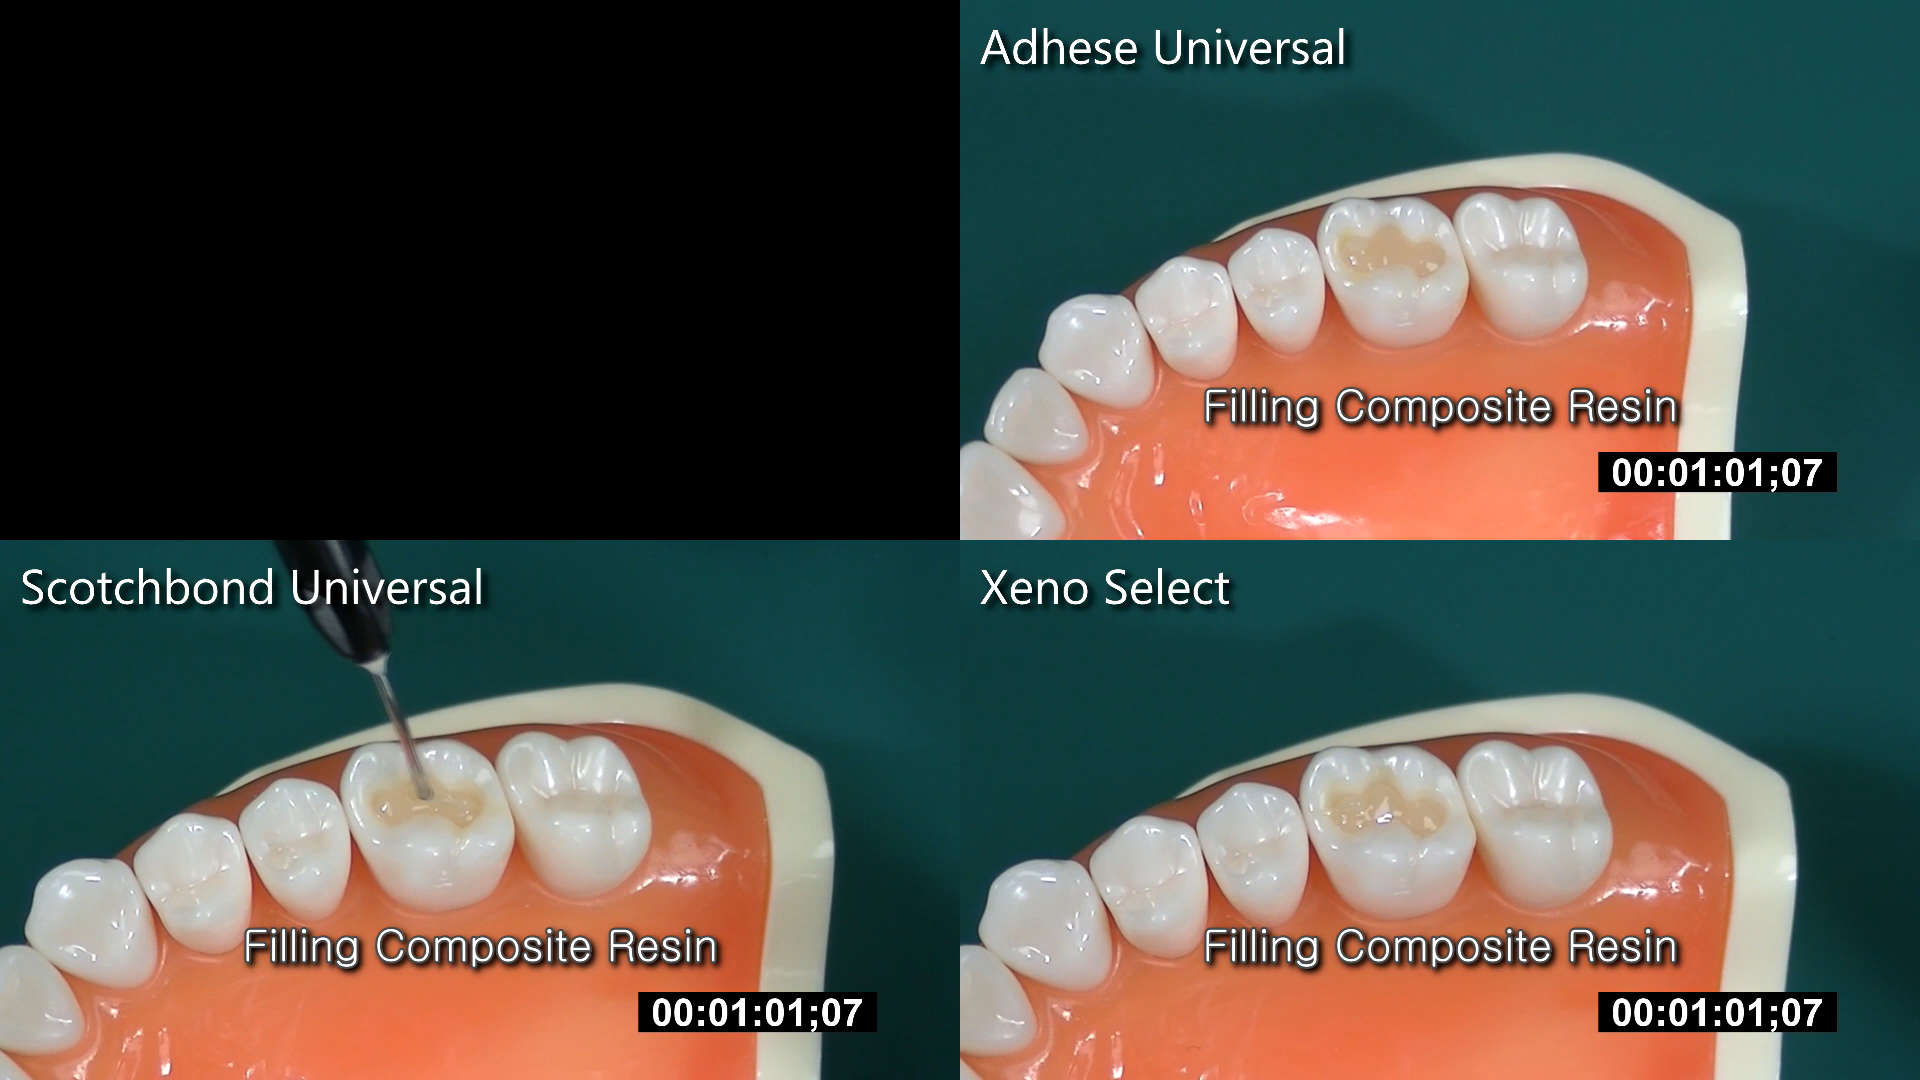 Adhese Universal
Filling Composite Resin
00:01:01;07
Scotchbond Universal
Filling Composite Resin
00:01:01;07
Xeno Select
Filling Composite Resin
00:01:01;07